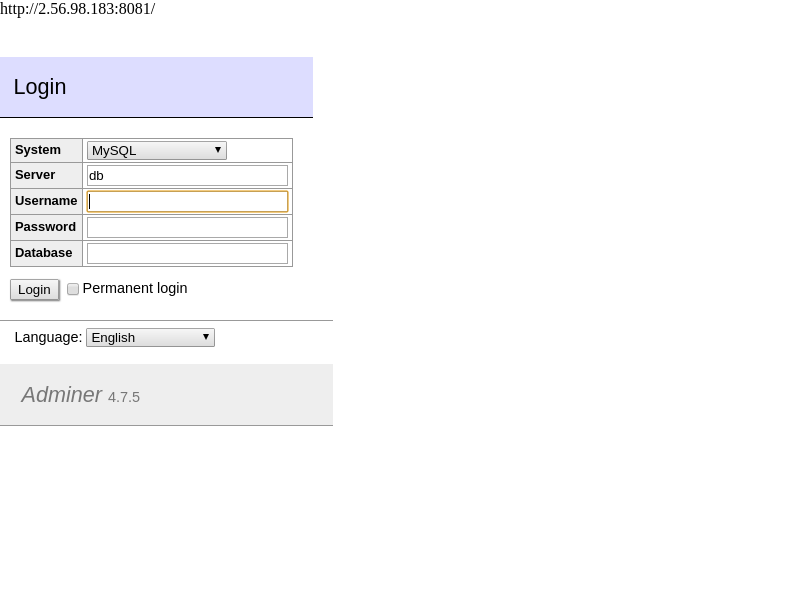 http://2.56.98.183:8081/
Login
System MySQL
Server db
Username
Password
Database
Login Permanent login
Language: English
Adminer 4.7.5